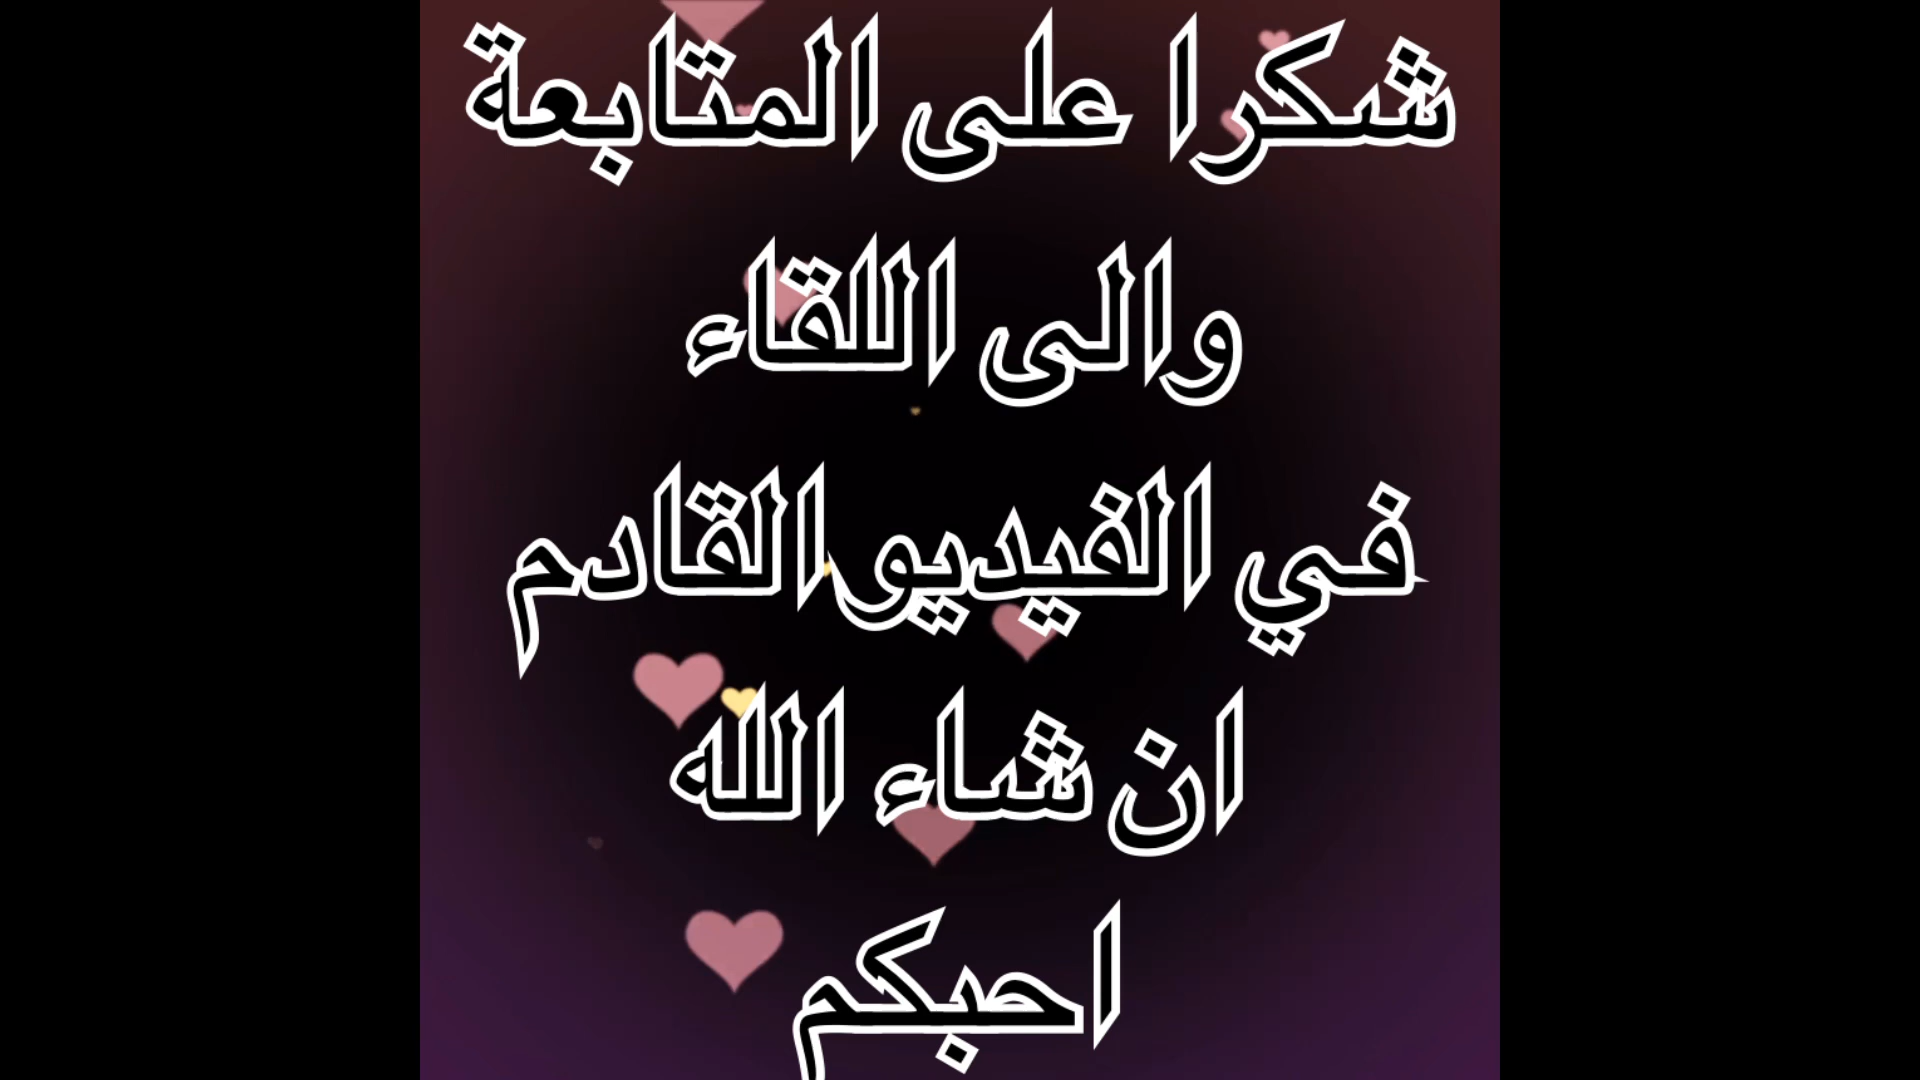 شكرا على المتابعة
والى اللقاء
في الفيديو القادم
ان شاء الله
احبكم